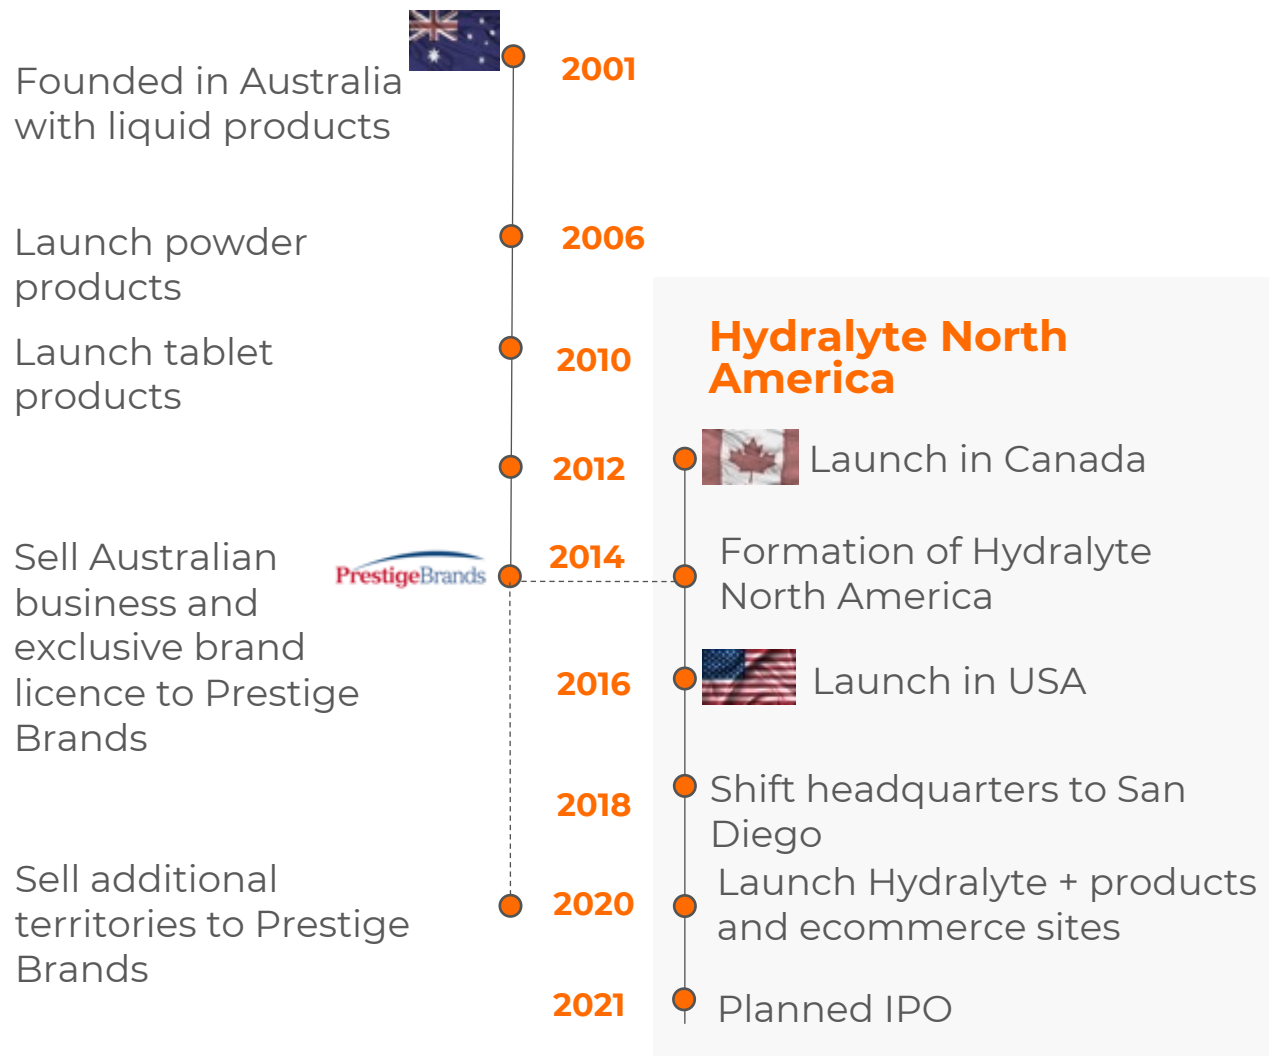 2001
Founded in Australia
with liquid products
2006
Launch powder
products
2010
Launch tablet
products
Hydralyte North
America
2012
Launch in Canada
2014
Sell Australian
business and
exclusive brand
licence to Prestige
Brands
PrestigeBrands
Formation of Hydralyte
North America
2016
Launch in USA
2018
Shift headquarters to San
Diego
2020
Sell additional
territories to Prestige
Brands
Launch Hydralyte + products
and ecommerce sites
2021
Planned IPO